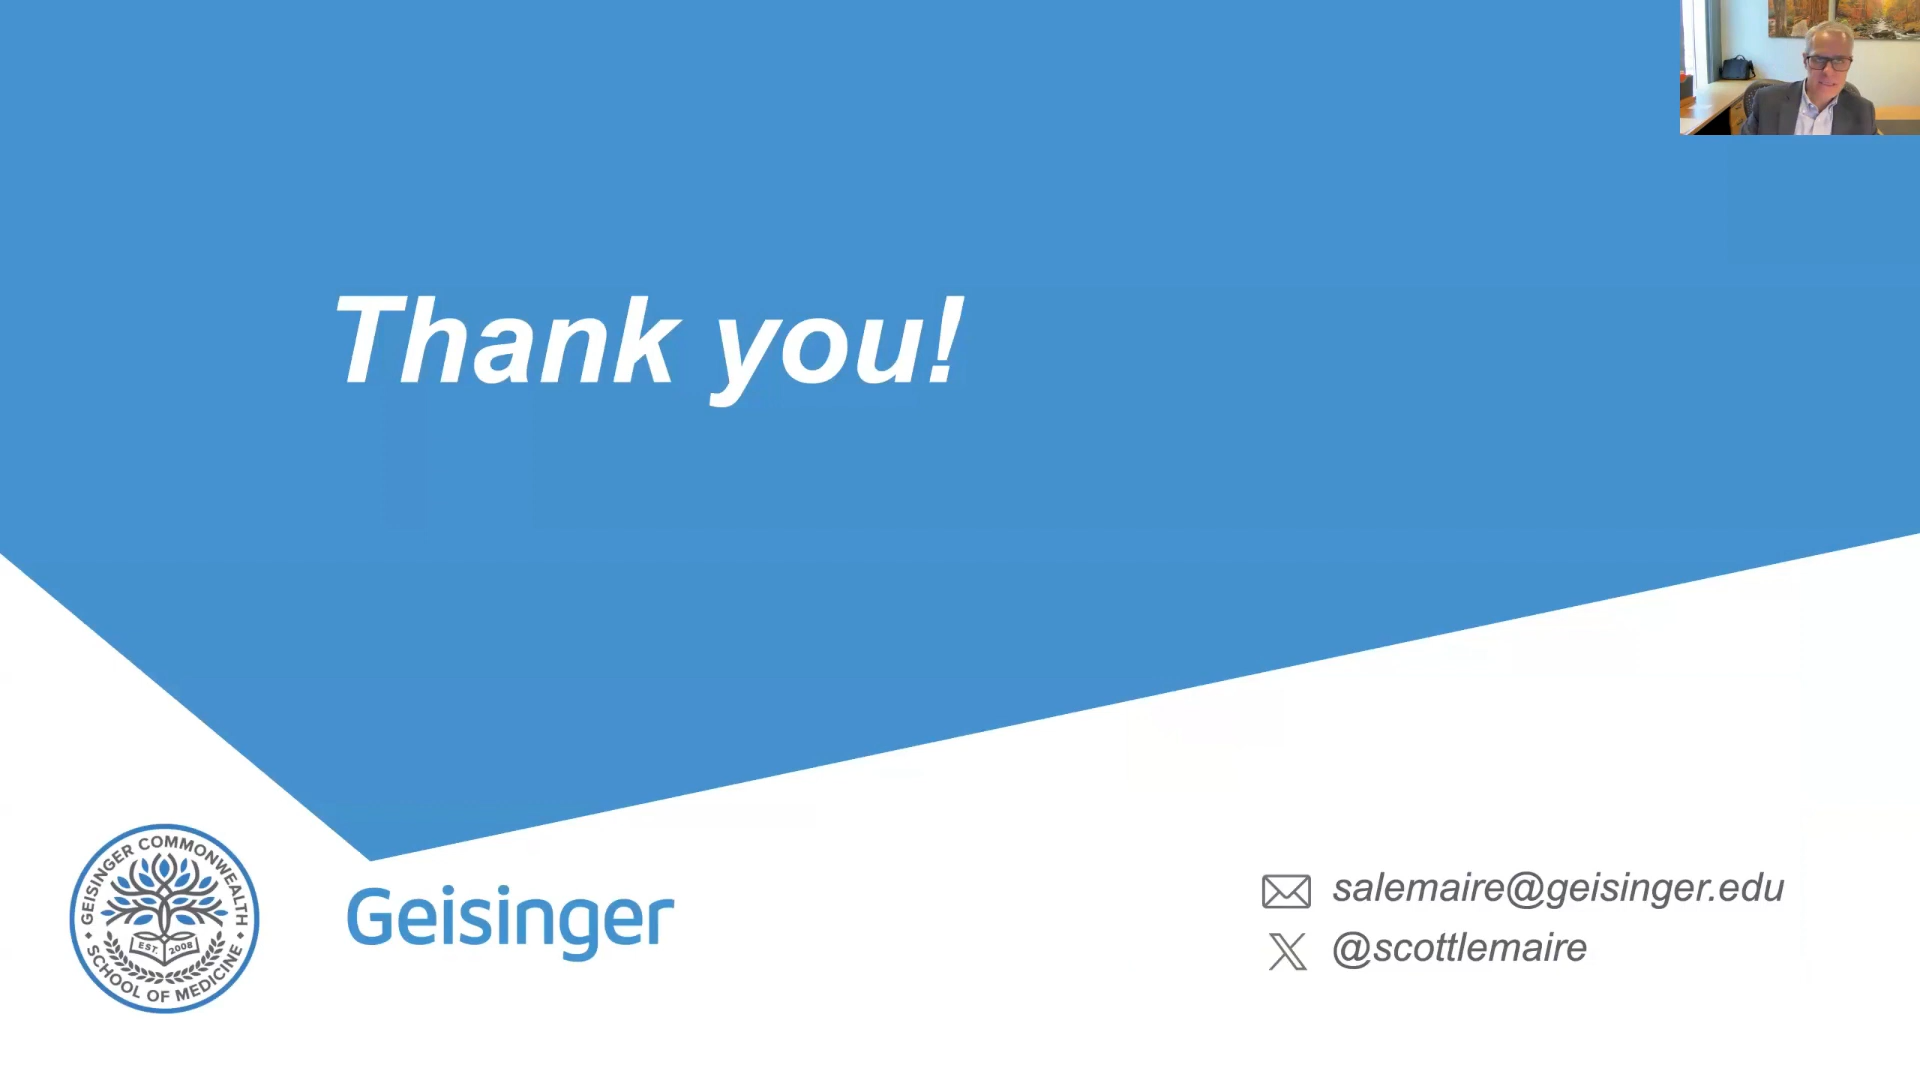 Thank you!
GEISINGER COMMONWEALTH
SCHOOL OF MEDICINE
EST. 2008
Geisinger
salemaire@geisinger.edu
@scottlemaire